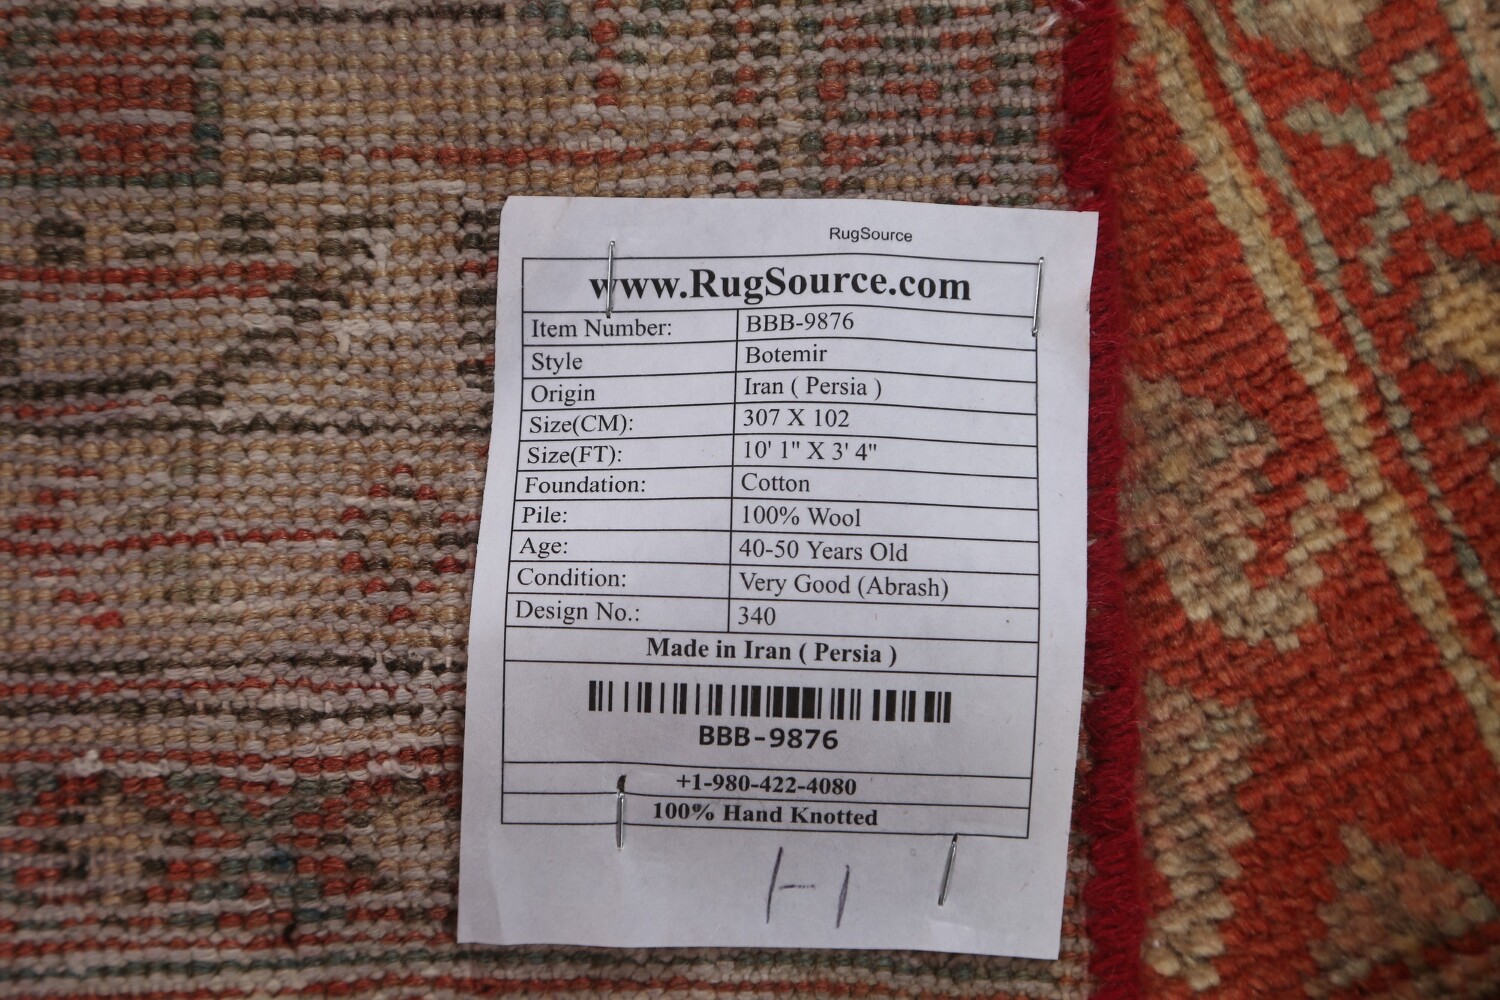 RugSource
www.RugSource.com
Item Number: BBB-9876
Style Botemir
Origin Iran ( Persia )
Size(CM): 307 X 102
Size(FT): 10' 1" X 3' 4"
Foundation: Cotton
Pile: 100% Wool
Age: 40-50 Years Old
Condition: Very Good (Abrash)
Design No.: 340
Made in Iran ( Persia )
BBB-9876
+1-980-422-4080
100% Hand Knotted
1-1